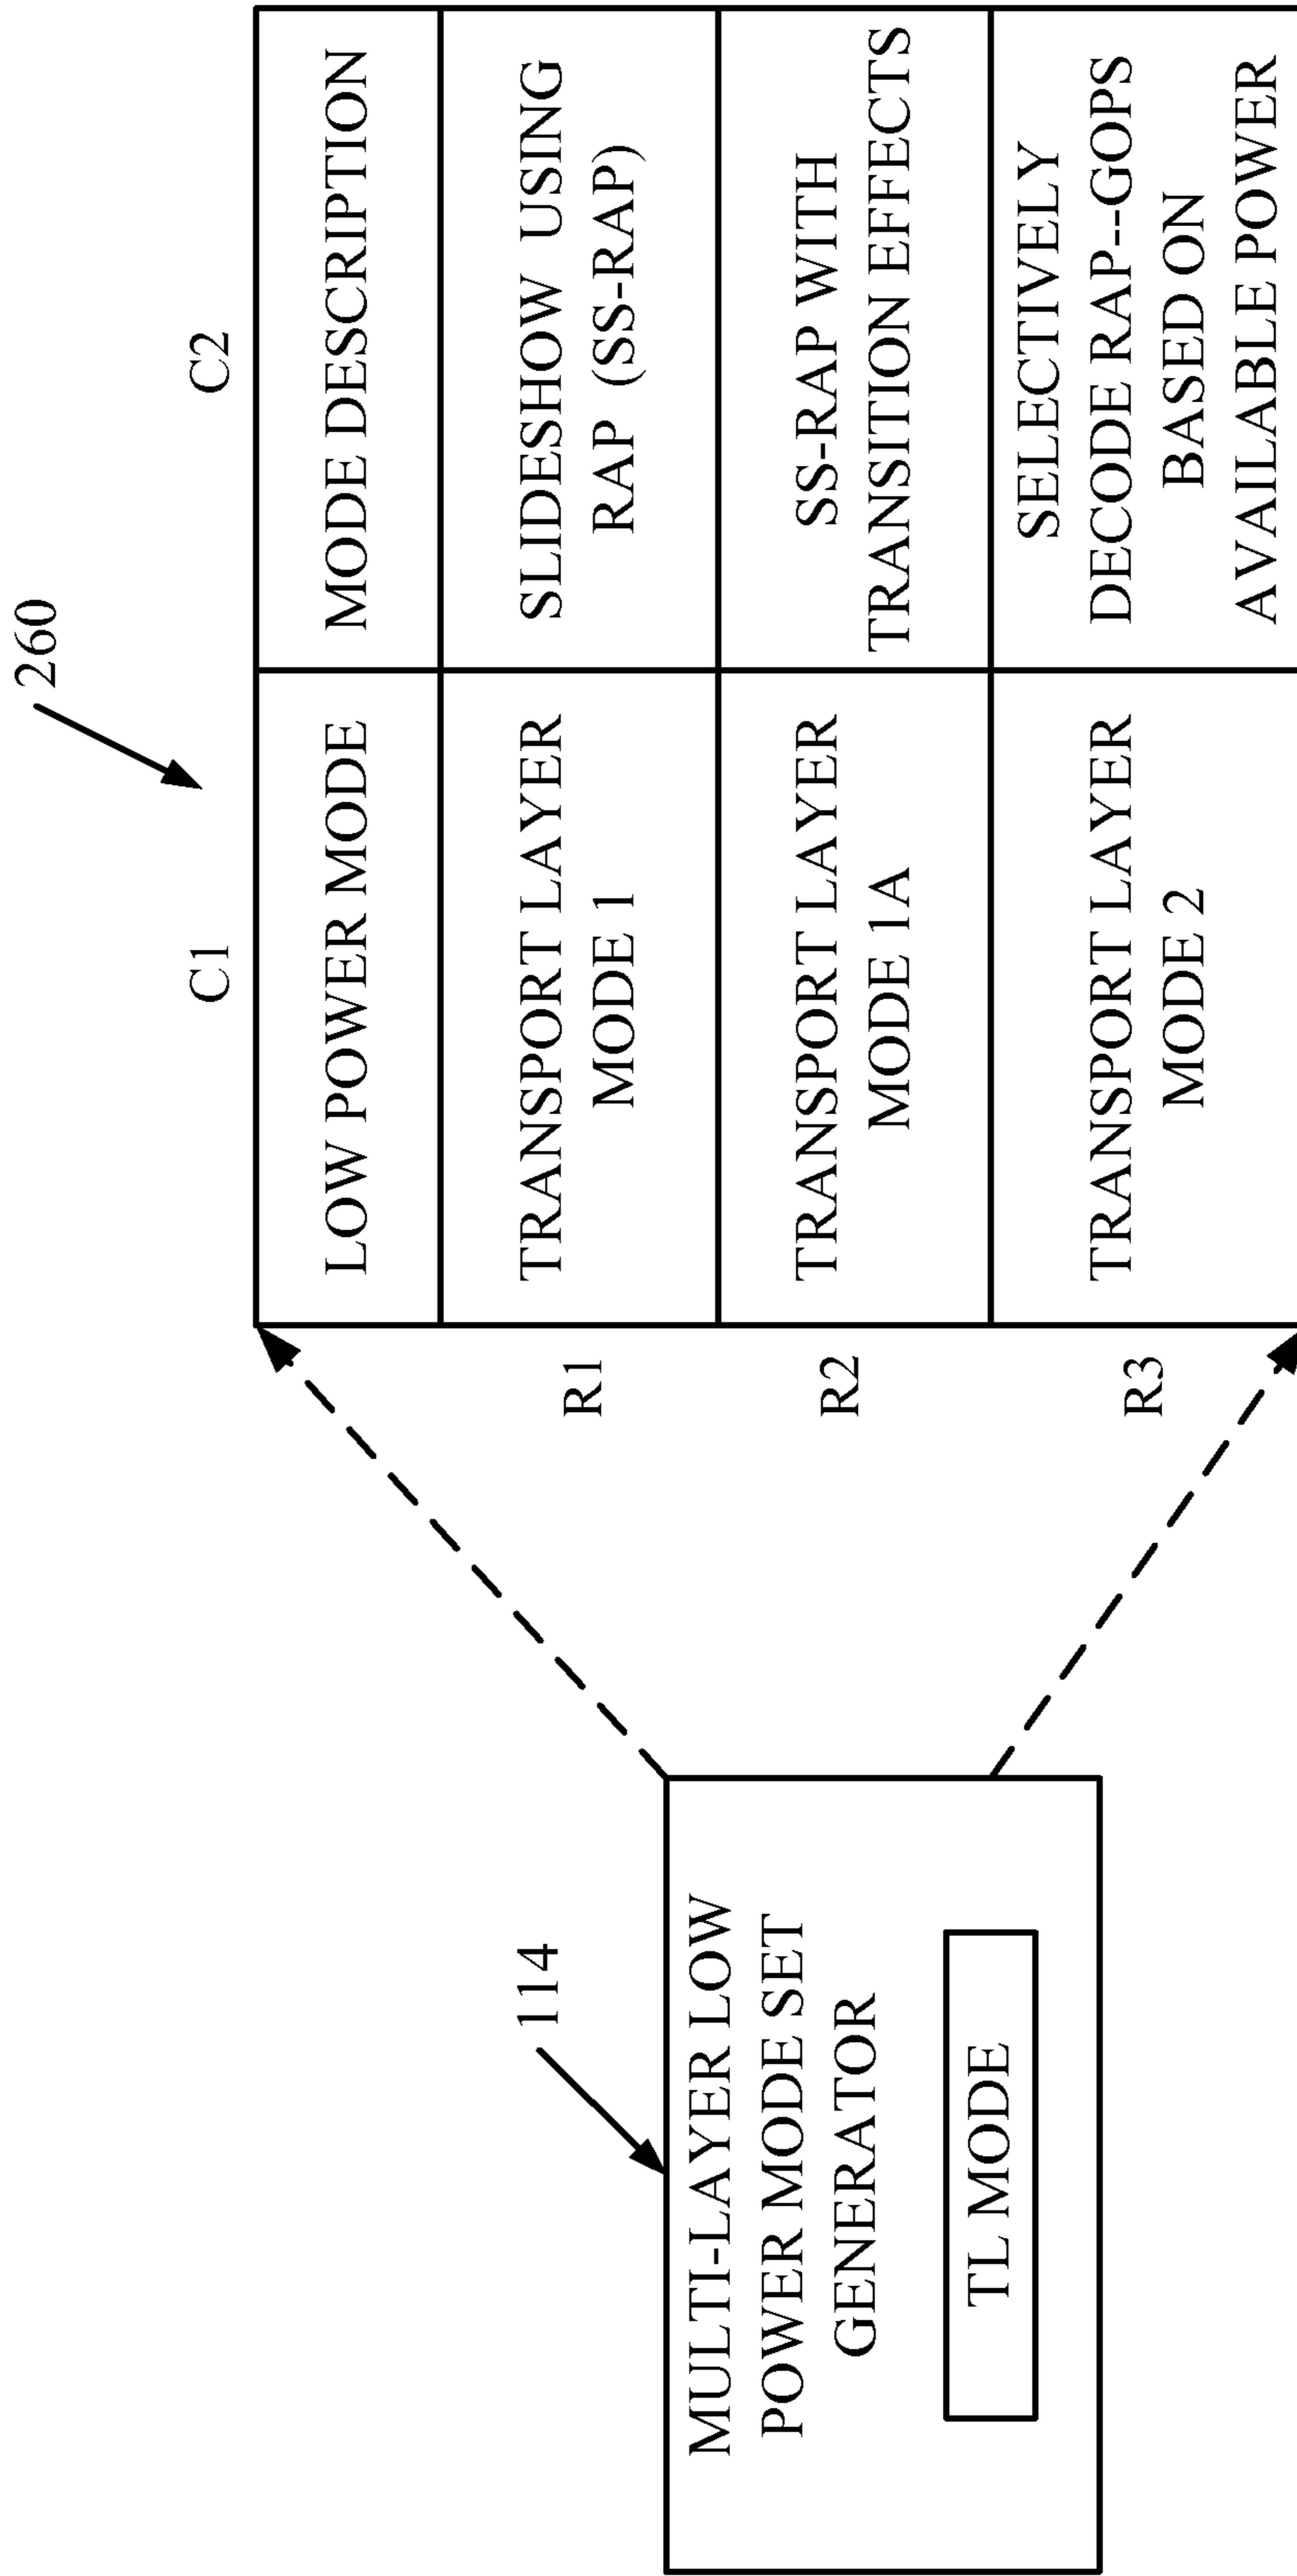 260
114
MULTI-LAYER LOW
POWER MODE SET
GENERATOR
TL MODE
C1
C2
LOW POWER MODE
MODE DESCRIPTION
R1
TRANSPORT LAYER
MODE 1
SLIDESHOW USING
RAP (SS-RAP)
R2
TRANSPORT LAYER
MODE 1A
SS-RAP WITH
TRANSITION EFFECTS
R3
TRANSPORT LAYER
MODE 2
SELECTIVELY
DECODE RAP--GOPS
BASED ON
AVAILABLE POWER